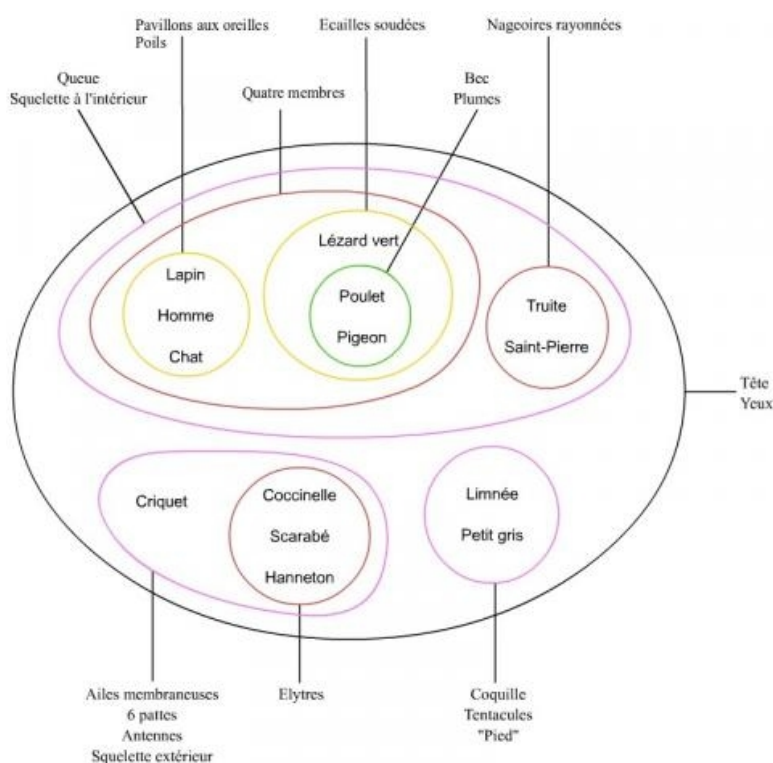 Pavillons aux oreilles
Poils
Ecailles soudées
Nageoires rayonnées
Queue
Squelette à l'intérieur
Quatre membres
Bec
Plumes
Lézard vert
Lapin
Homme
Chat
Poulet
Pigeon
Truite
Saint-Pierre
Tête
Yeux
Criquet
Coccinelle
Scarabé
Hanneton
Limnée
Petit gris
Ailes membraneuses
6 pattes
Antennes
Squelette extérieur
Elytres
Coquille
Tentacules
"Pied"